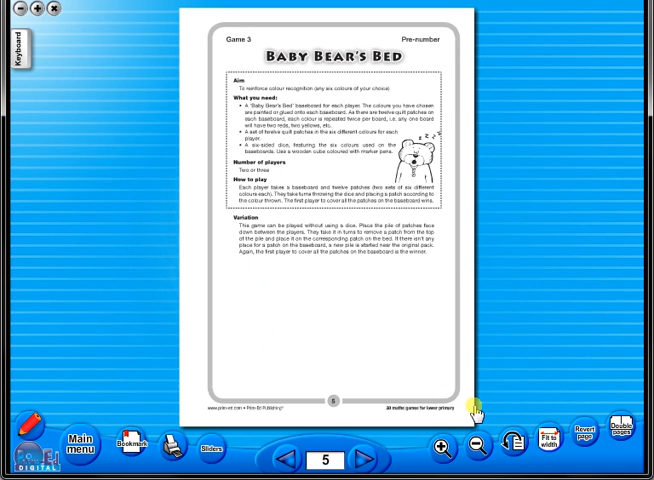 Keyboard
Game 3
Pre-number
BABY BEAR'S BED
Aim
To reinforce colour recognition (any six colours of your choice)
What you need:
• A 'Baby Bear's Bed' baseboard for each player. The colours you have chosen
are painted or glued onto each baseboard. As there are twelve quilt patches on
each baseboard, each colour is repeated twice per board, i.e. any one board
will have two reds, two yellows, etc.
• A set of twelve quilt patches in the six different colours for each
player.
• A six-sided dice, featuring the six colours used on the
baseboards. Use a wooden cube coloured with marker pens.
Z Z Z Z
Number of players
Two or three
How to play
Each player takes a baseboard and twelve patches (two sets of six different
colours each). They take turns throwing the dice and placing a patch according to
the colour thrown. The first player to cover all the patches on the baseboard wins.
Variation
This game can be played without using a dice. Place the pile of patches face
down between the players. They take it in turns to remove a patch from the top
of the pile and place it on the corresponding patch on the bed. If there isn't any
place for a patch on the baseboard, a new pile is started near the original pack.
Again, the first player to cover all the patches on the baseboard is the winner.
5
www.prim-ed.com • Prim-Ed Publishing®
30 maths games for lower primary
Main
menu
Bookmark
Sliders
5
Fit to
width
Revert
page
Double
pages
DIGITAL